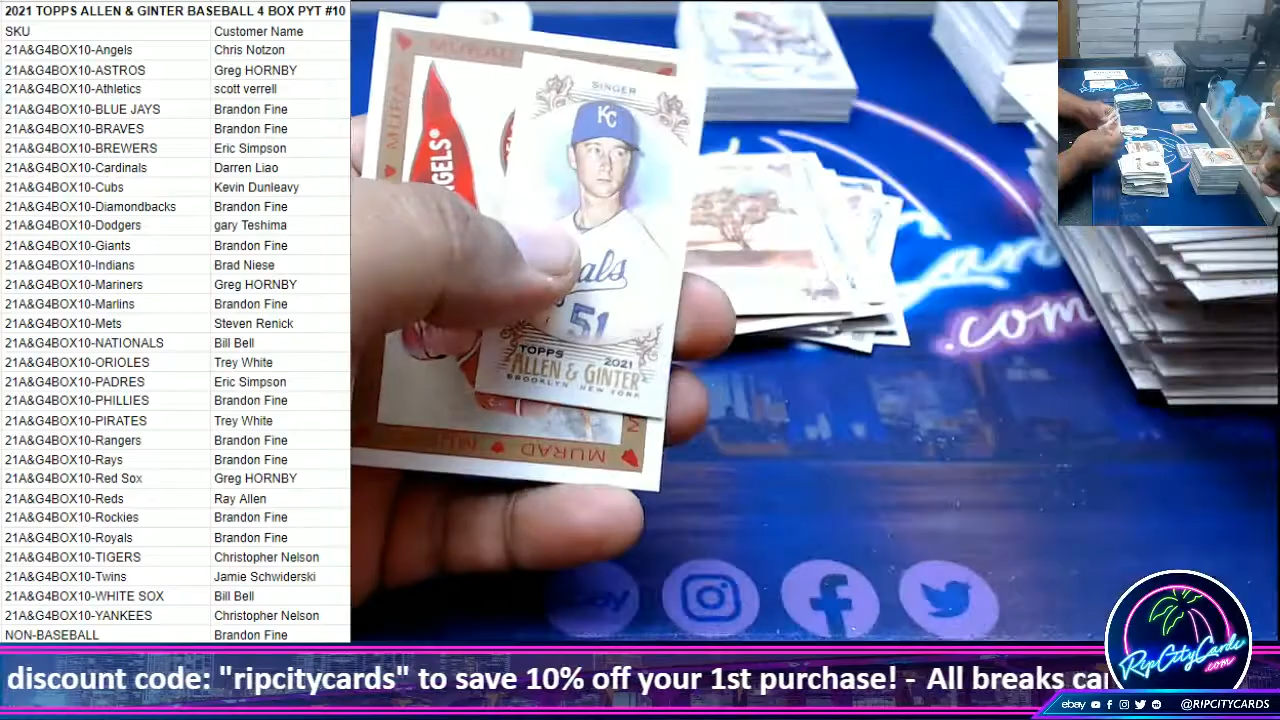 2021 TOPPS ALLEN & GINTER BASEBALL 4 BOX PYT #10
SKU Customer Name
21A&G4BOX10-Angels Chris Notzon
21A&G4BOX10-ASTROS Greg HORNBY
21A&G4BOX10-Athletics scott verrell
21A&G4BOX10-BLUE JAYS Brandon Fine
21A&G4BOX10-BRAVES Brandon Fine
21A&G4BOX10-BREWERS Eric Simpson
21A&G4BOX10-Cardinals Darren Liao
21A&G4BOX10-Cubs Kevin Dunleavy
21A&G4BOX10-Diamondbacks Brandon Fine
21A&G4BOX10-Dodgers gary Teshima
21A&G4BOX10-Giants Brandon Fine
21A&G4BOX10-Indians Brad Niese
21A&G4BOX10-Mariners Greg HORNBY
21A&G4BOX10-Marlins Brandon Fine
21A&G4BOX10-Mets Steven Renick
21A&G4BOX10-NATIONALS Bill Bell
21A&G4BOX10-ORIOLES Trey White
21A&G4BOX10-PADRES Eric Simpson
21A&G4BOX10-PHILLIES Brandon Fine
21A&G4BOX10-PIRATES Trey White
21A&G4BOX10-Rangers Brandon Fine
21A&G4BOX10-Rays Brandon Fine
21A&G4BOX10-Red Sox Greg HORNBY
21A&G4BOX10-Reds Ray Allen
21A&G4BOX10-Rockies Brandon Fine
21A&G4BOX10-Royals Brandon Fine
21A&G4BOX10-TIGERS Christopher Nelson
21A&G4BOX10-Twins Jamie Schwiderski
21A&G4BOX10-WHITE SOX Bill Bell
21A&G4BOX10-YANKEES Christopher Nelson
NON-BASEBALL Brandon Fine
SINGER
KC
als
51
TOPPS 2021
ALLEN & GINTER
BROOKLYN NEW YORK
GELS
MURAD
MURAD
.com
ebay
discount code: "ripcitycards" to save 10% off your 1st purchase! - All breaks car
RipCityCards
.com
ebay @RIPCITYCARDS